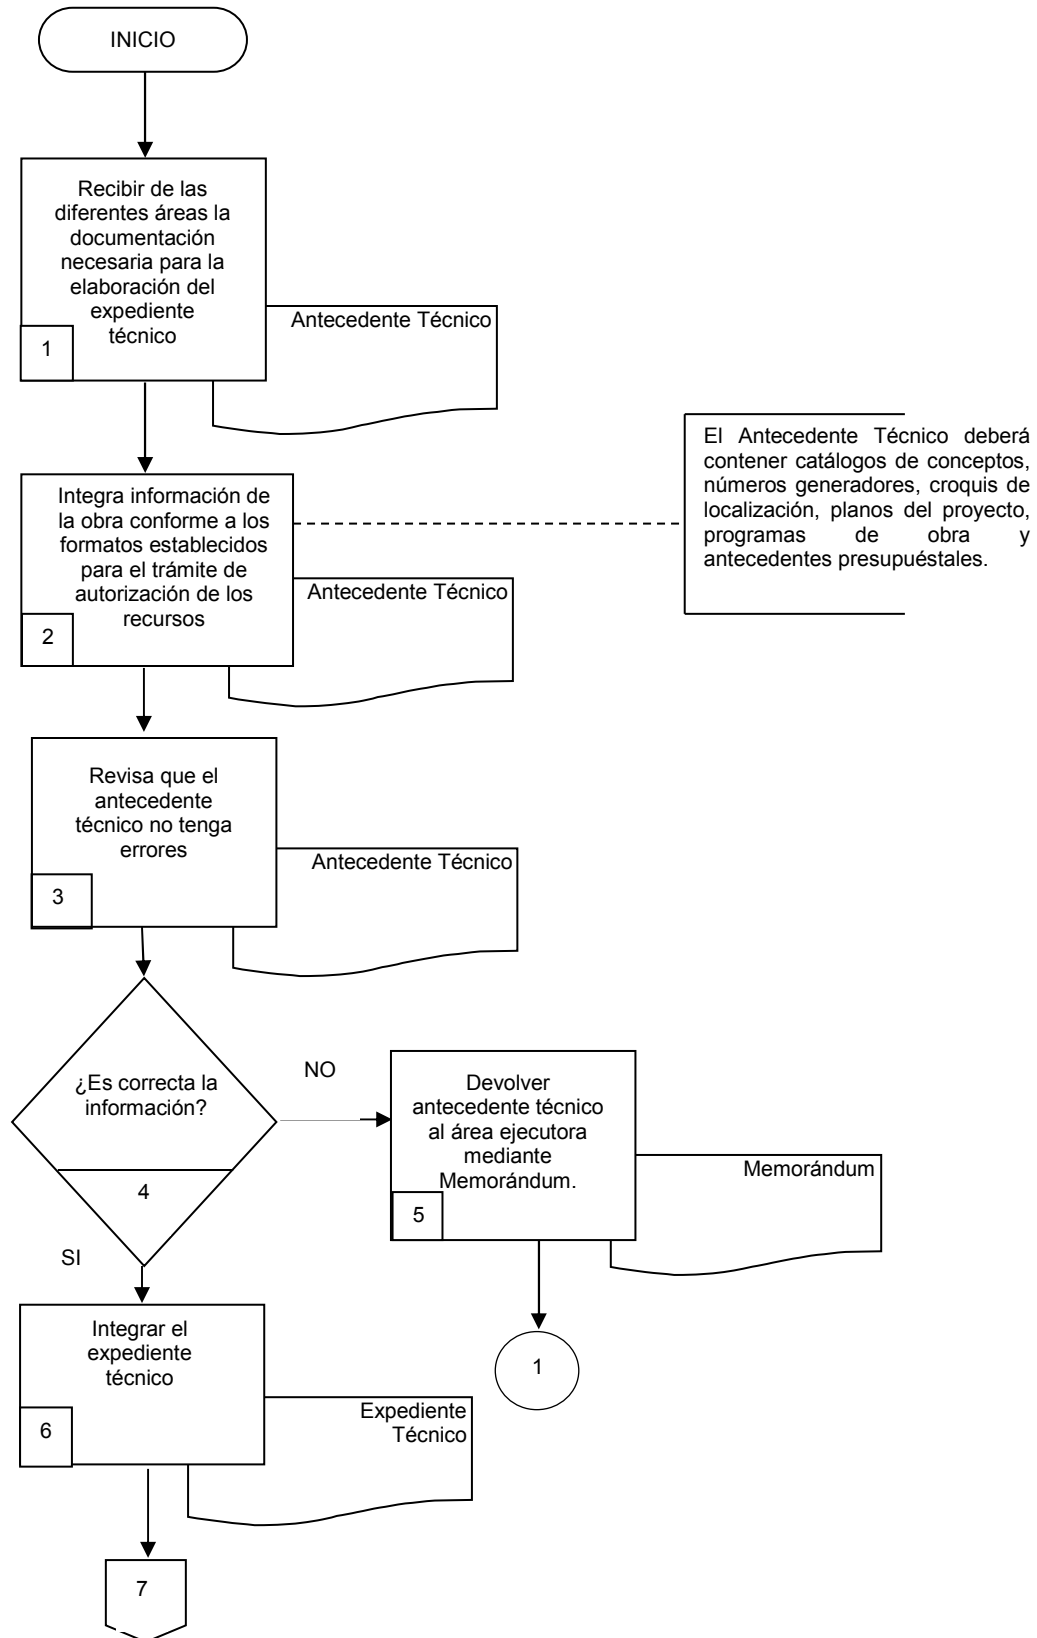 INICIO
Recibir de las
diferentes áreas la
documentación
necesaria para la
elaboración del
expediente
técnico
1
Antecedente Técnico
El Antecedente Técnico deberá
contener catálogos de conceptos,
números generadores, croquis de
localización, planos del proyecto,
programas de obra y
antecedentes presupuéstales.
Integra información de
la obra conforme a los
formatos establecidos
para el trámite de
autorización de los
recursos
2
Antecedente Técnico
Revisa que el
antecedente
técnico no tenga
errores
3
Antecedente Técnico
¿Es correcta la
información?
4
NO
Devolver
antecedente técnico
al área ejecutora
mediante
Memorándum.
5
Memorándum
1
SI
Integrar el
expediente
técnico
6
Expediente
Técnico
7